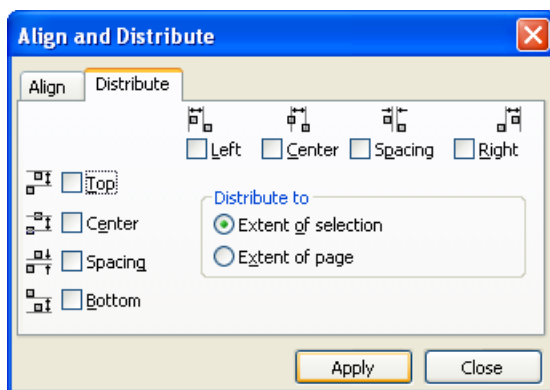 Align and Distribute
Align
Distribute
Left
Center
Spacing
Right
Top
Center
Spacing
Bottom
Distribute to
Extent of selection
Extent of page
Apply
Close